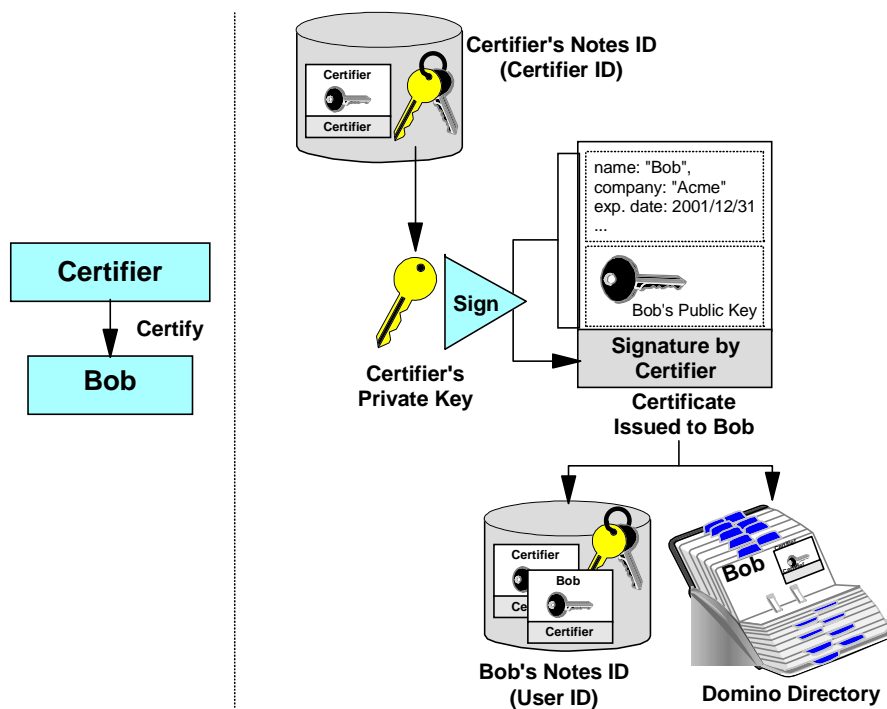 Certifier's Notes ID
(Certifier ID)
Certifier
Certifier
name: "Bob",
company: "Acme"
exp. date: 2001/12/31
...
Certifier
Certify
Bob
Sign
Bob's Public Key
Certifier's
Private Key
Signature by
Certifier
Certificate
Issued to Bob
Certifier
Ce
Bob
Certifier
Bob
Certifier
Bob's Notes ID
(User ID)
Domino Directory